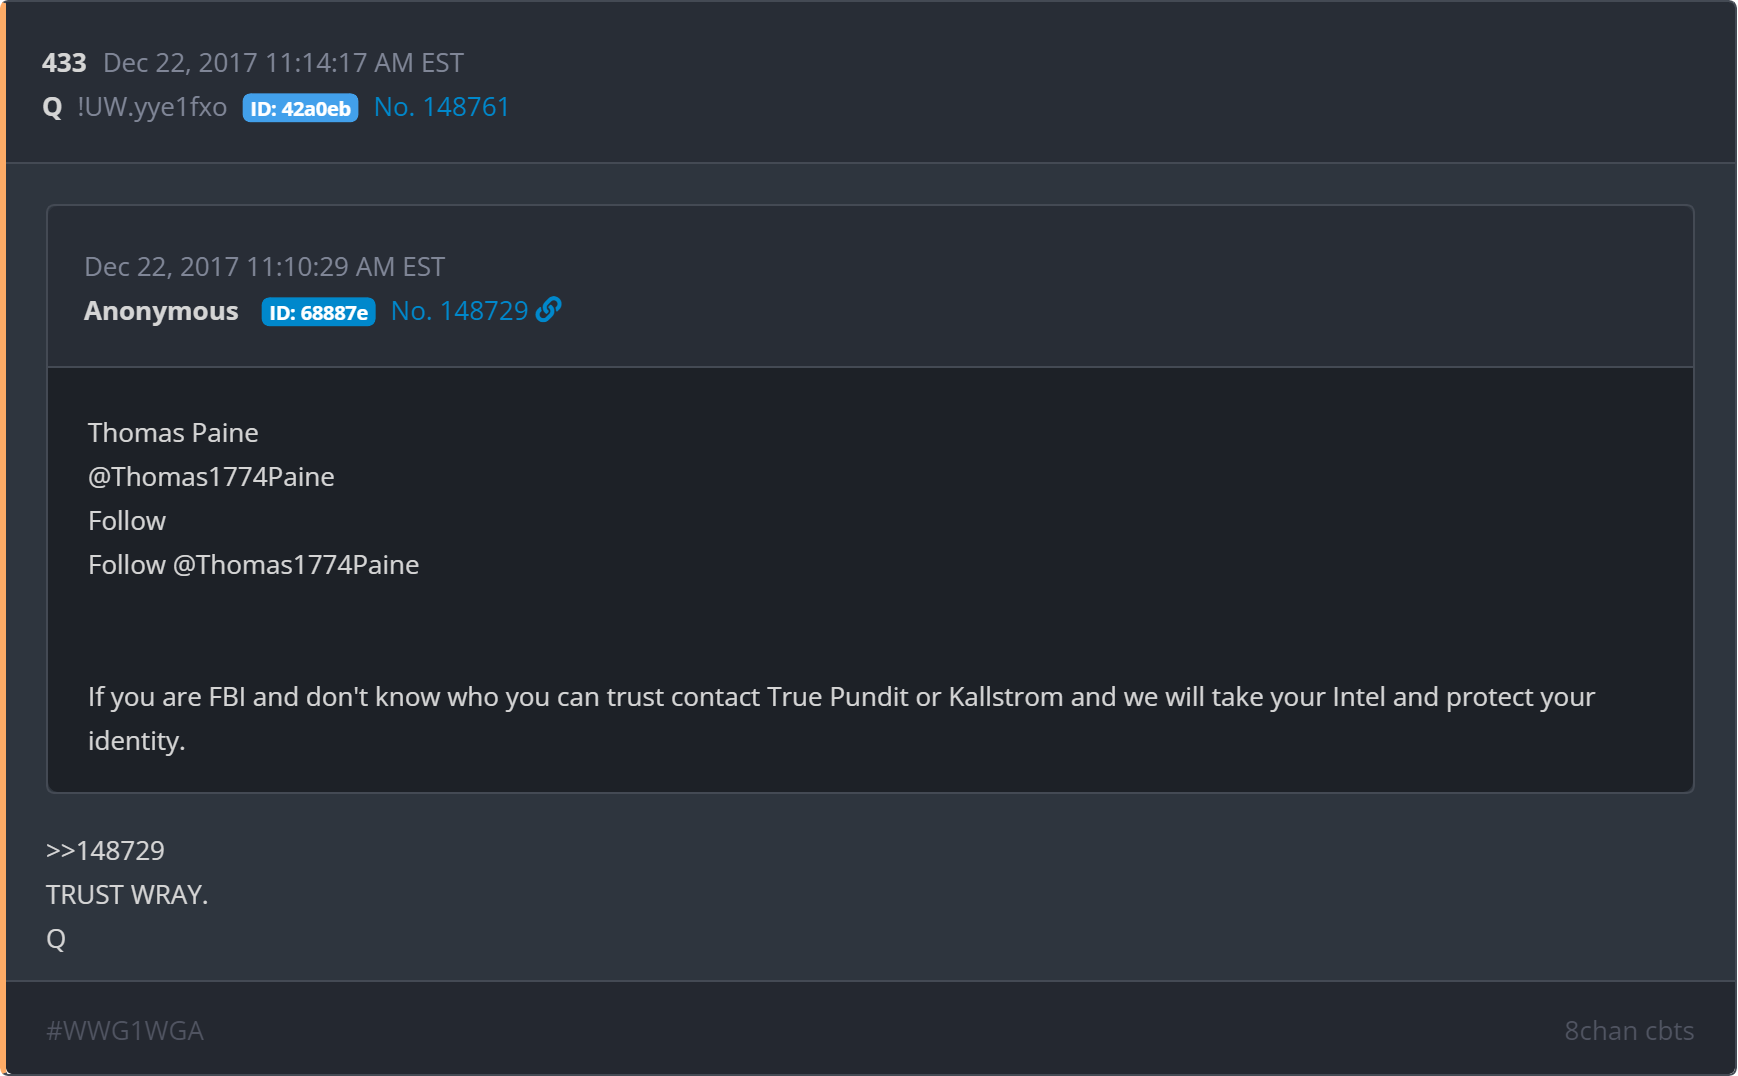 433 Dec 22, 2017 11:14:17 AM EST
Q !UW.yye1fxo ID: 42a0eb No. 148761
Dec 22, 2017 11:10:29 AM EST
Anonymous ID: 68887e No. 148729
Thomas Paine
@Thomas1774Paine
Follow
Follow @Thomas1774Paine
If you are FBI and don't know who you can trust contact True Pundit or Kallstrom and we will take your Intel and protect your
identity.
>>148729
TRUST WRAY.
Q
#WWG1WGA 8chan cbts